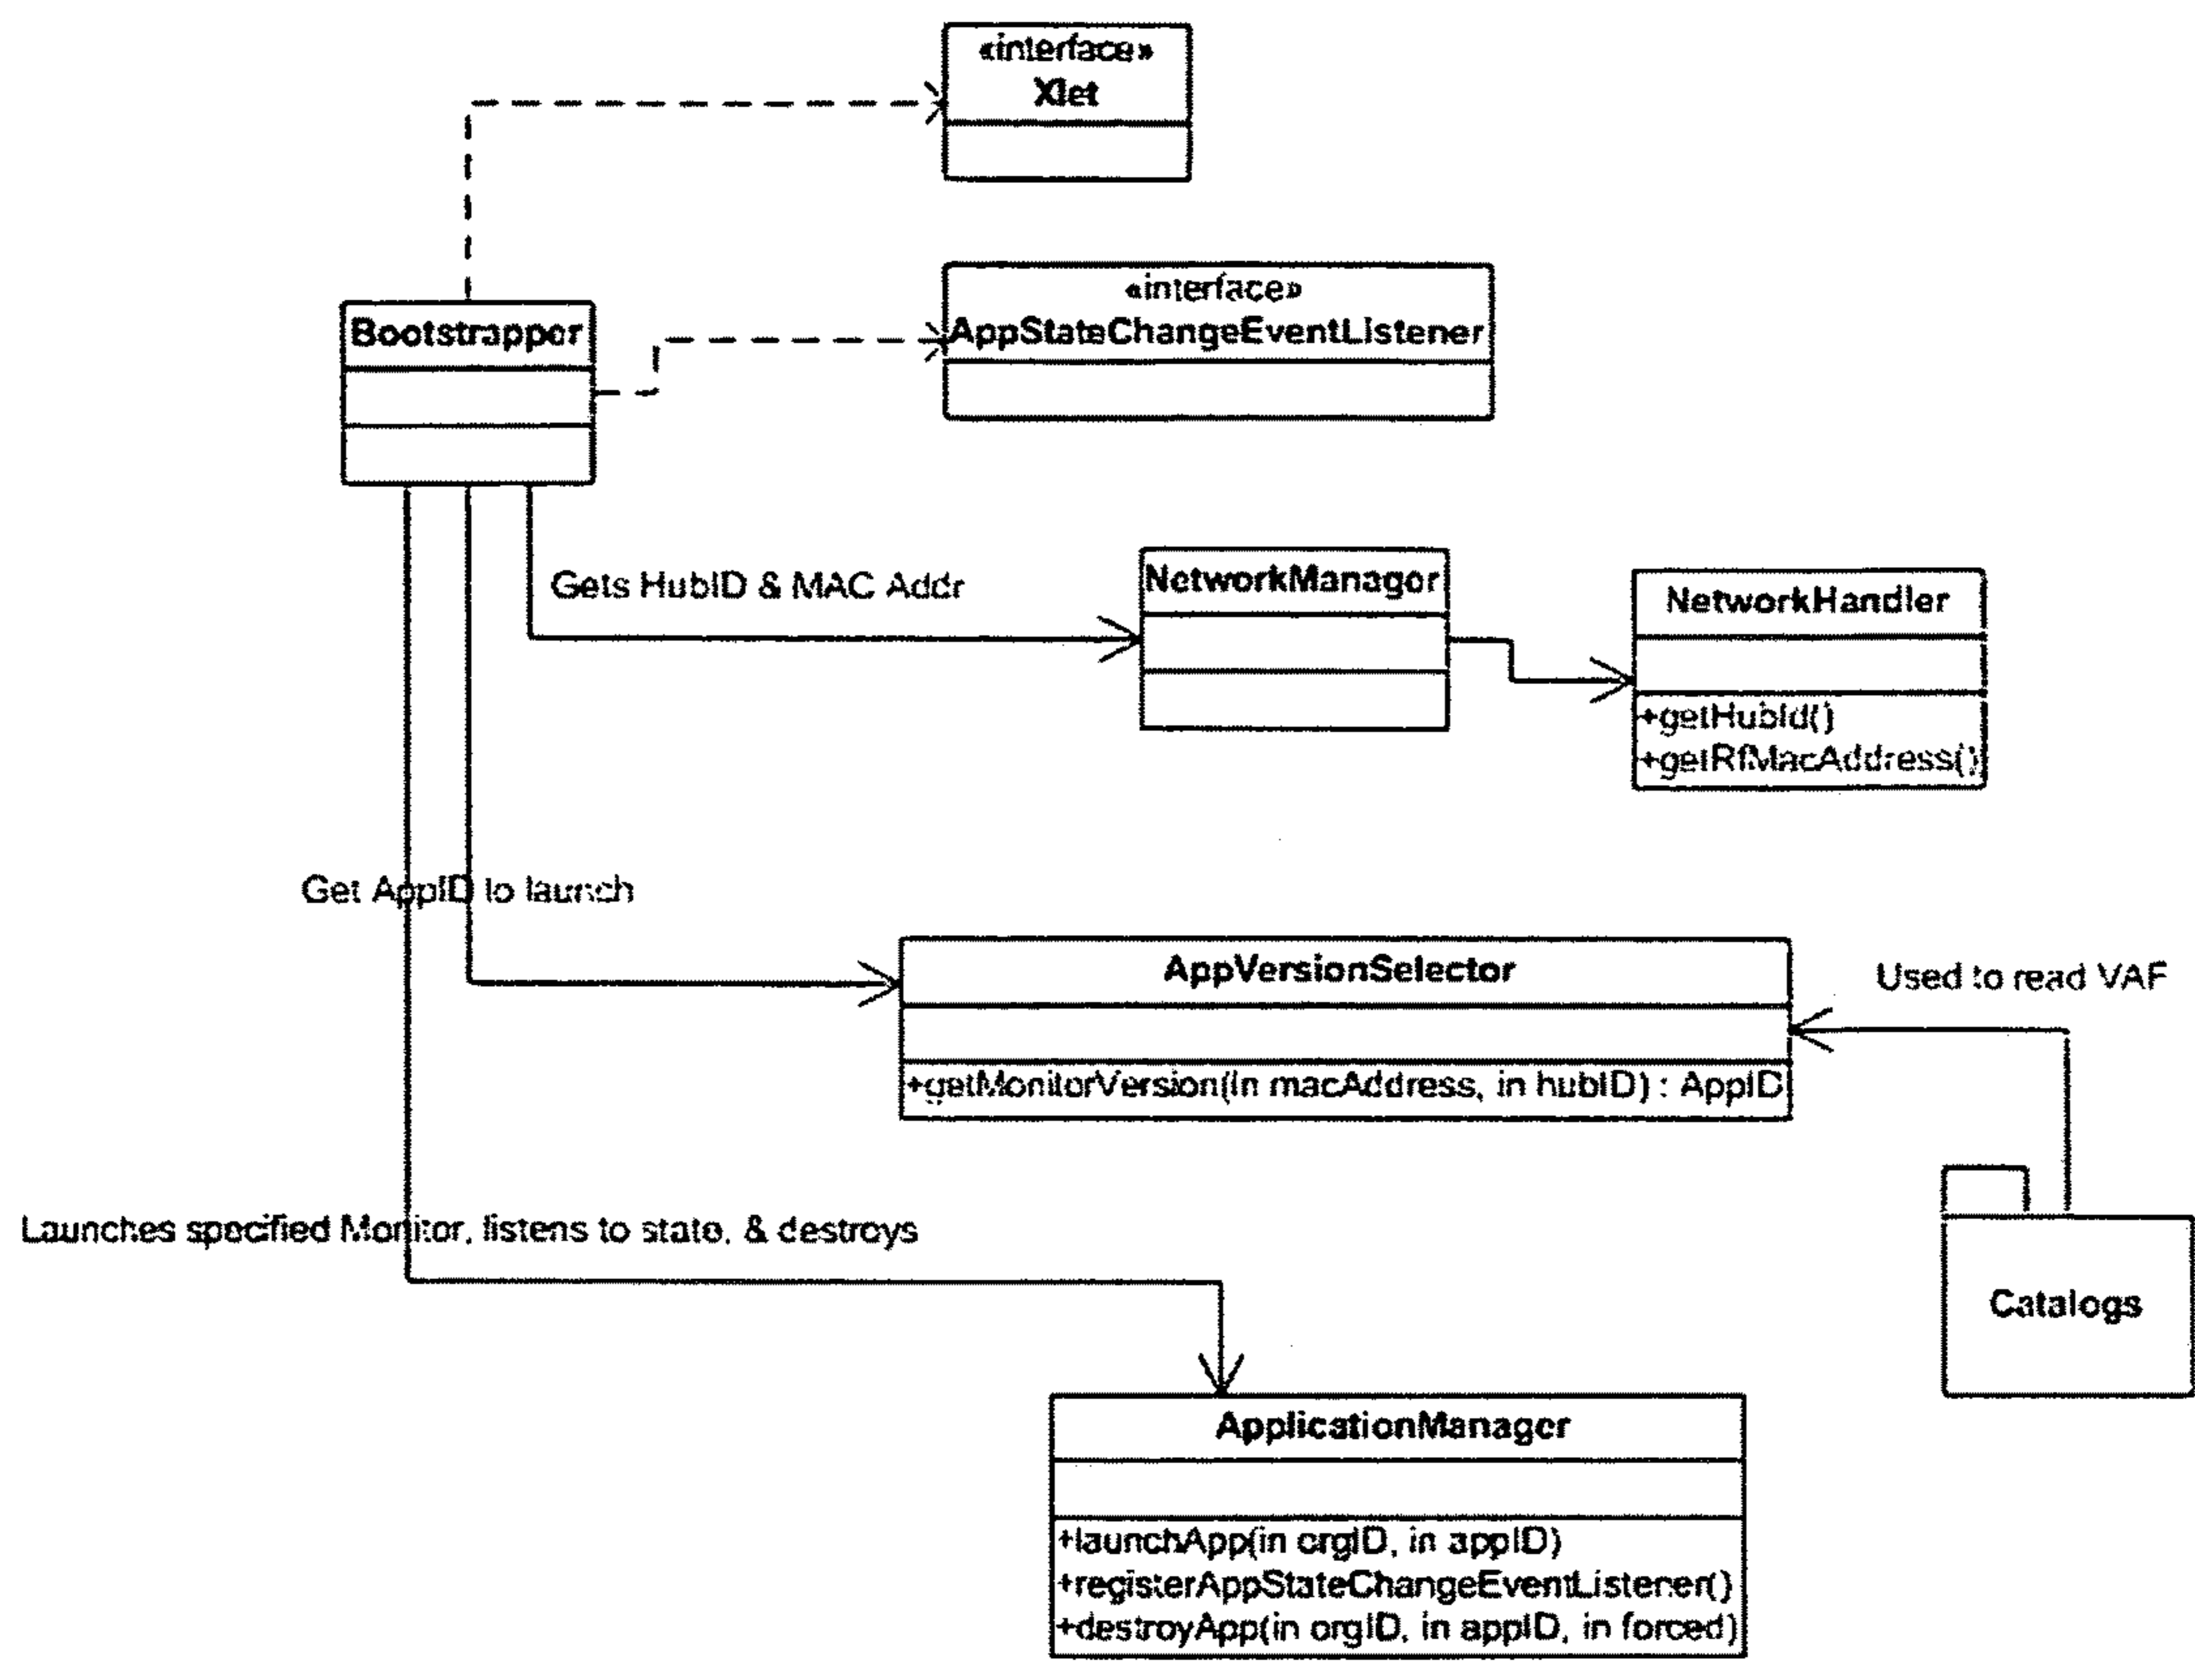 «interface»
Xlet
«interface»
AppStateChangeEventListener
Bootstrapper
Gets HubID & MAC Addr
NetworkManager
NetworkHandler
+getHubId()
+getRfMacAddress()
Get AppID to launch
AppVersionSelector
+getMonitorVersion(in macAddress, in hubID) : AppID
Used to read VAF
Launches specified Monitor, listens to state, & destroys
Catalogs
ApplicationManager
+launchApp(in orgID, in appID)
+registerAppStateChangeEventListener()
+destroyApp(in orgID, in appID, in forced)